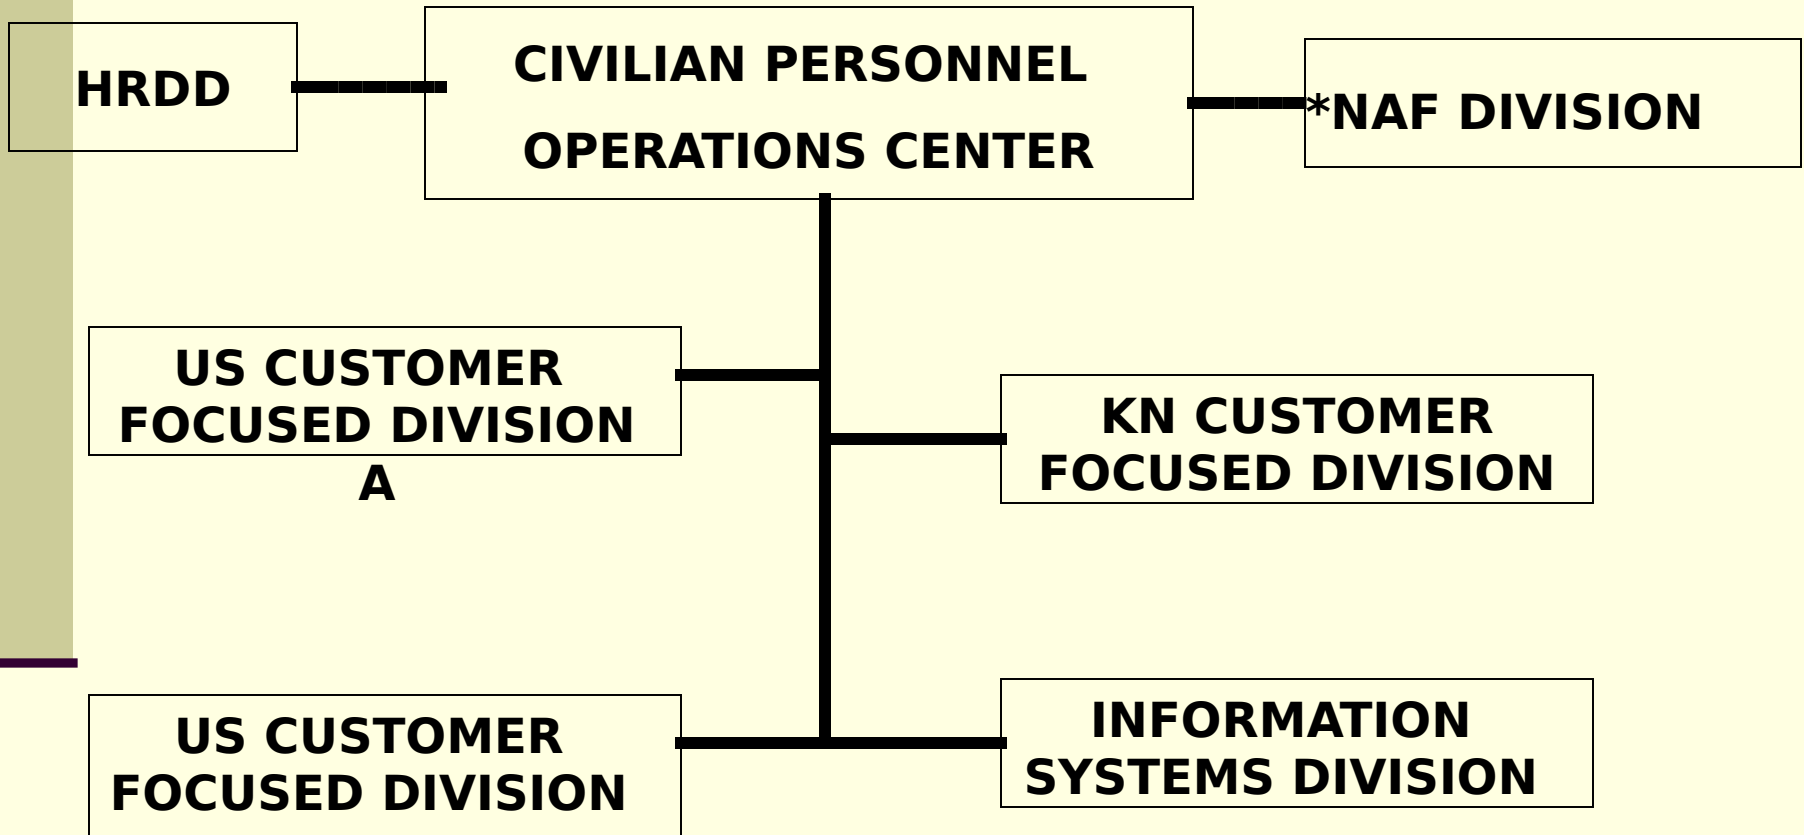 HRDD
CIVILIAN PERSONNEL
OPERATIONS CENTER
*NAF DIVISION
US CUSTOMER
FOCUSED DIVISION
A
KN CUSTOMER
FOCUSED DIVISION
US CUSTOMER
FOCUSED DIVISION
INFORMATION
SYSTEMS DIVISION